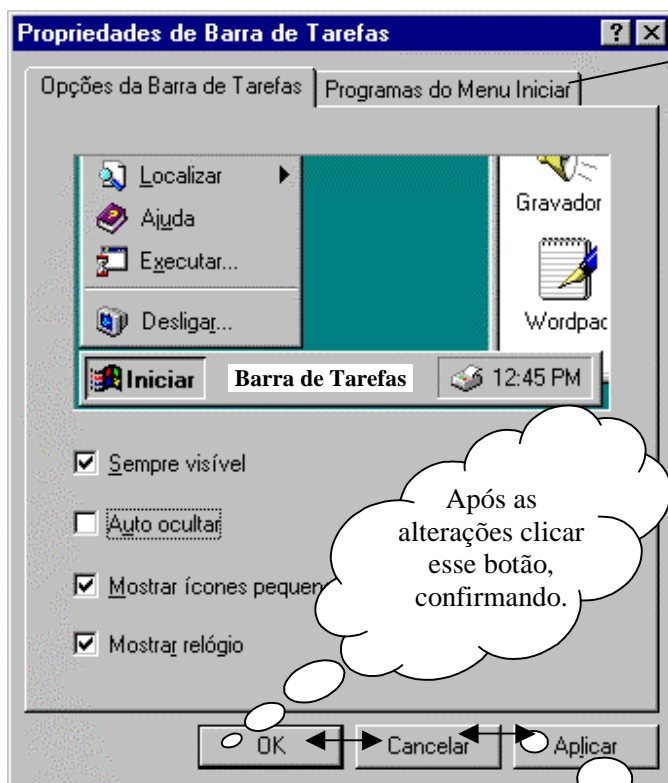 Propriedades de Barra de Tarefas
Opções da Barra de Tarefas
Programas do Menu Iniciar
Localizar
Ajuda
Executar...
Desligar...
Gravador
Wordpad
Iniciar
Barra de Tarefas
12:45 PM
Sempre visível
Auto ocultar
Mostrar ícones
Mostrar relógio
Após as
alterações clicar
esse botão,
confirmando.
OK
Cancelar
Aplicar